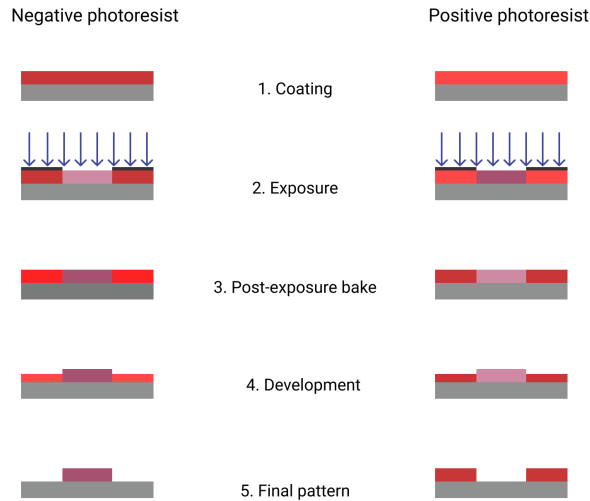 Negative photoresist
Positive photoresist
1. Coating
2. Exposure
3. Post-exposure bake
4. Development
5. Final pattern